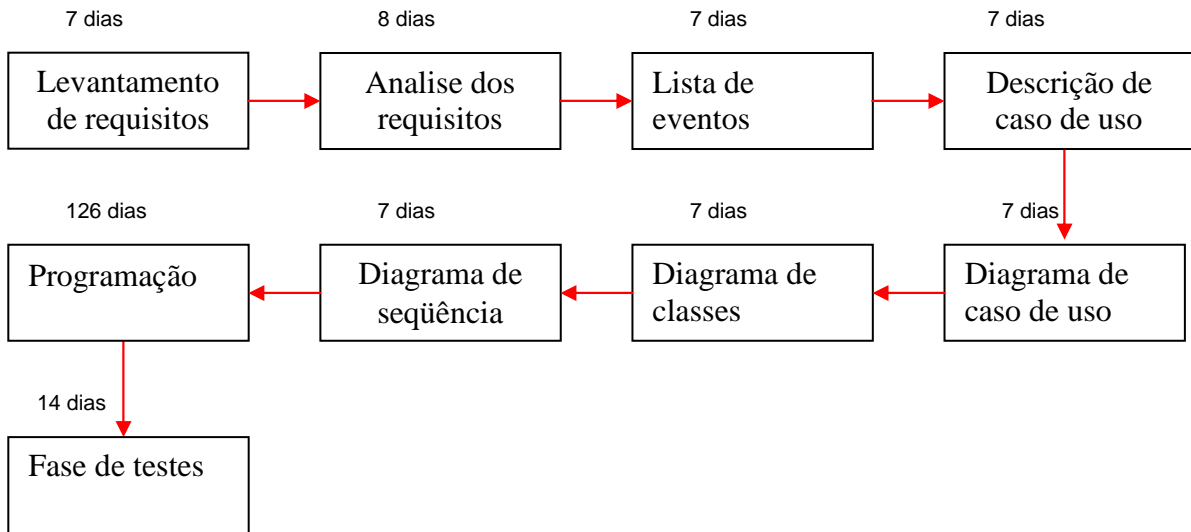 7 dias
8 dias
7 dias
7 dias
Levantamento
de requisitos
Analise dos
requisitos
Lista de
eventos
Descrição de
caso de uso
126 dias
7 dias
7 dias
7 dias
Programação
Diagrama de
seqüência
Diagrama de
classes
Diagrama de
caso de uso
14 dias
Fase de testes